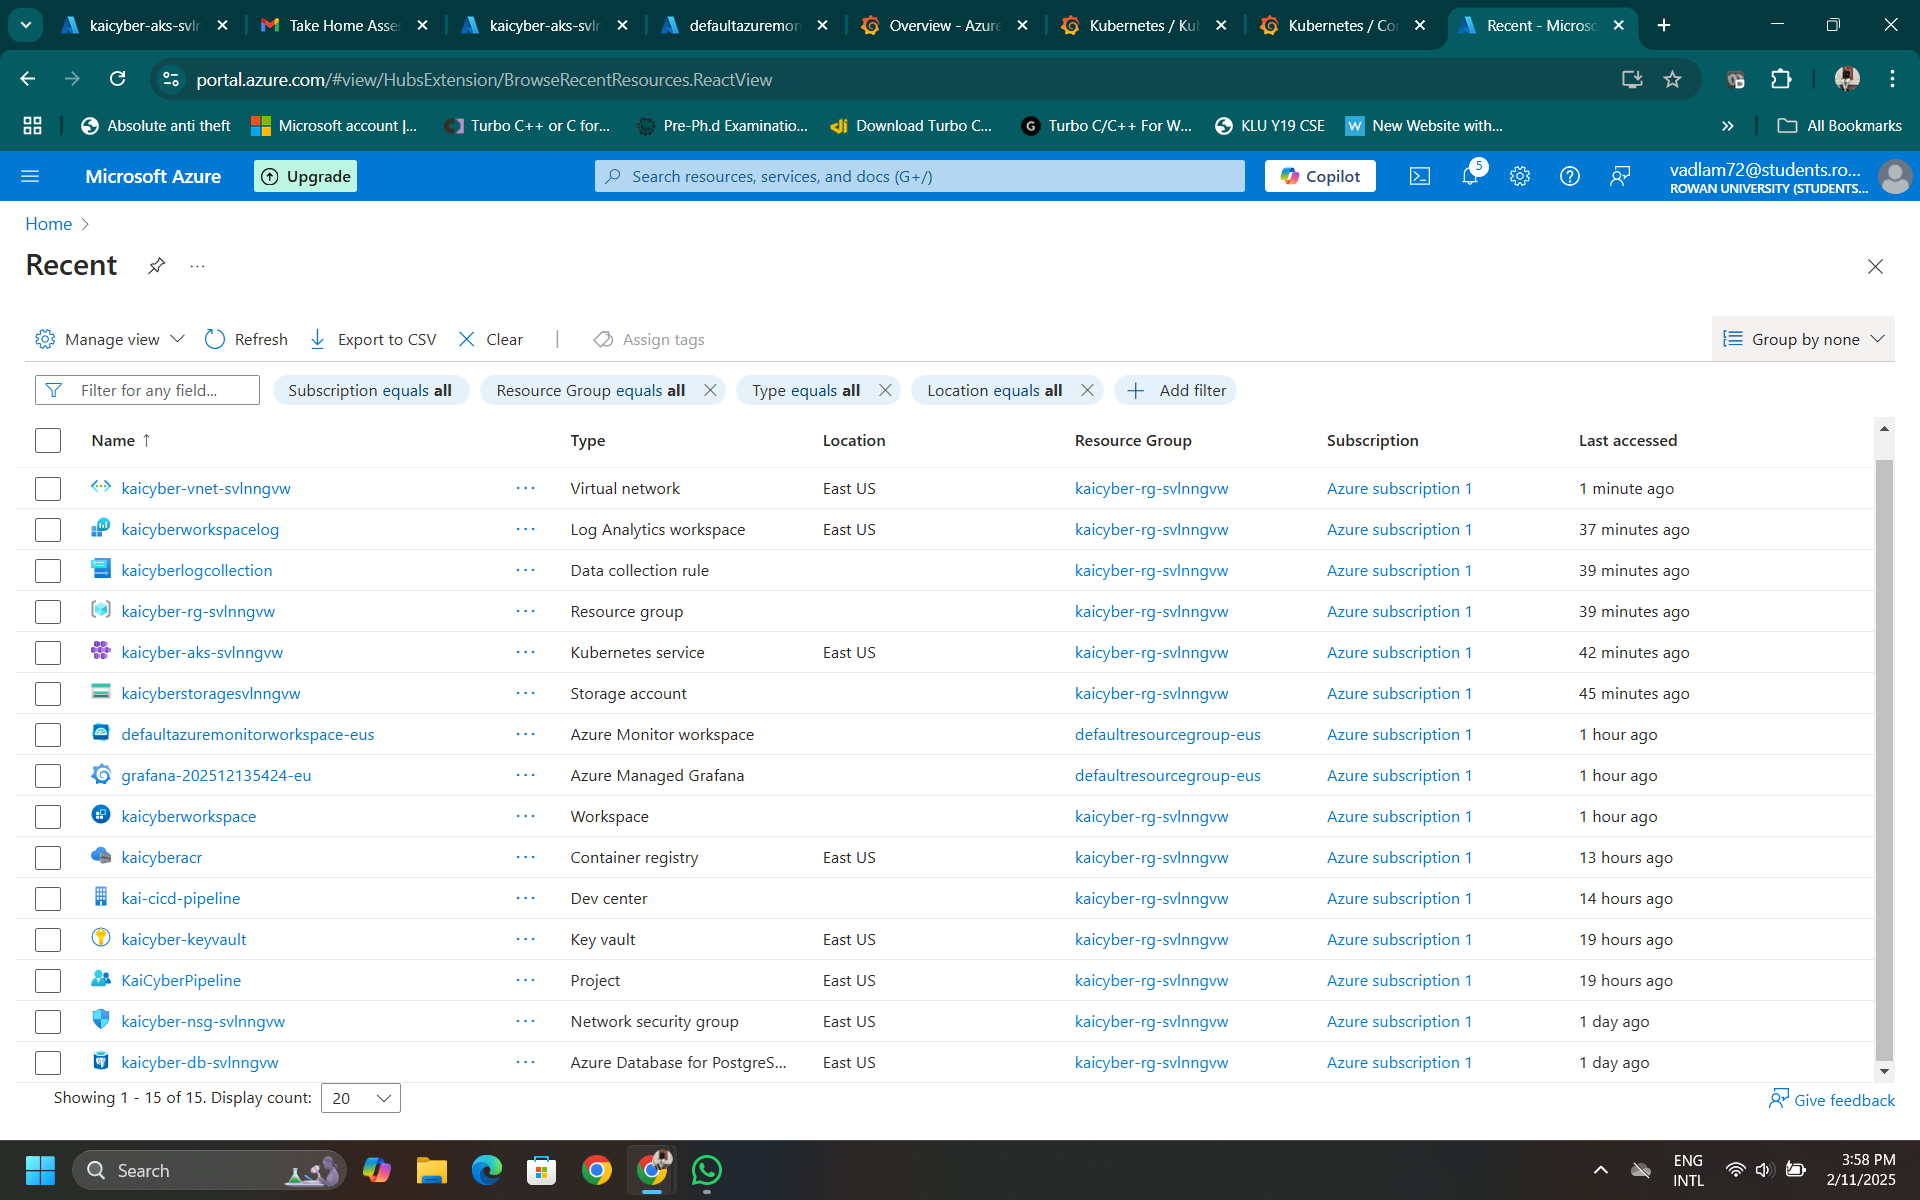 kaicyber-aks-svlr
Take Home Asses
kaicyber-aks-svlr
defaultazuremon
Overview - Azure
Kubernetes / Kub
Kubernetes / Cor
Recent - Microso
portal.azure.com/#view/HubsExtension/BrowseRecentResources.ReactView
Absolute anti theft
Microsoft account |...
Turbo C++ or C for...
Pre-Ph.d Examinatio...
Download Turbo C...
Turbo C/C++ For W...
KLU Y19 CSE
New Website with...
All Bookmarks
Microsoft Azure
Upgrade
Search resources, services, and docs (G+/)
Copilot
5
vadlam72@students.ro...
ROWAN UNIVERSITY (STUDENTS....
Home
Recent
Manage view
Refresh
Export to CSV
Clear
Assign tags
Group by none
Filter for any field...
Subscription equals all
Resource Group equals all
Type equals all
Location equals all
Add filter
Name ↑ Type Location Resource Group Subscription Last accessed
kaicyber-vnet-svlnngvw ... Virtual network East US kaicyber-rg-svlnngvw Azure subscription 1 1 minute ago
kaicyberworkspacelog ... Log Analytics workspace East US kaicyber-rg-svlnngvw Azure subscription 1 37 minutes ago
kaicyberlogcollection ... Data collection rule kaicyber-rg-svlnngvw Azure subscription 1 39 minutes ago
kaicyber-rg-svlnngvw ... Resource group kaicyber-rg-svlnngvw Azure subscription 1 39 minutes ago
kaicyber-aks-svlnngvw ... Kubernetes service East US kaicyber-rg-svlnngvw Azure subscription 1 42 minutes ago
kaicyberstoragesvlnngvw ... Storage account kaicyber-rg-svlnngvw Azure subscription 1 45 minutes ago
defaultazuremonitorworkspace-eus ... Azure Monitor workspace defaultresourcegroup-eus Azure subscription 1 1 hour ago
grafana-202512135424-eu ... Azure Managed Grafana defaultresourcegroup-eus Azure subscription 1 1 hour ago
kaicyberworkspace ... Workspace kaicyber-rg-svlnngvw Azure subscription 1 1 hour ago
kaicyberacr ... Container registry East US kaicyber-rg-svlnngvw Azure subscription 1 13 hours ago
kai-cicd-pipeline ... Dev center kaicyber-rg-svlnngvw Azure subscription 1 14 hours ago
kaicyber-keyvault ... Key vault East US kaicyber-rg-svlnngvw Azure subscription 1 19 hours ago
KaiCyberPipeline ... Project East US kaicyber-rg-svlnngvw Azure subscription 1 19 hours ago
kaicyber-nsg-svlnngvw ... Network security group East US kaicyber-rg-svlnngvw Azure subscription 1 1 day ago
kaicyber-db-svlnngvw ... Azure Database for PostgreS... East US kaicyber-rg-svlnngvw Azure subscription 1 1 day ago
Showing 1 - 15 of 15. Display count: 20
Give feedback
Search
ENG
INTL
3:58 PM
2/11/2025